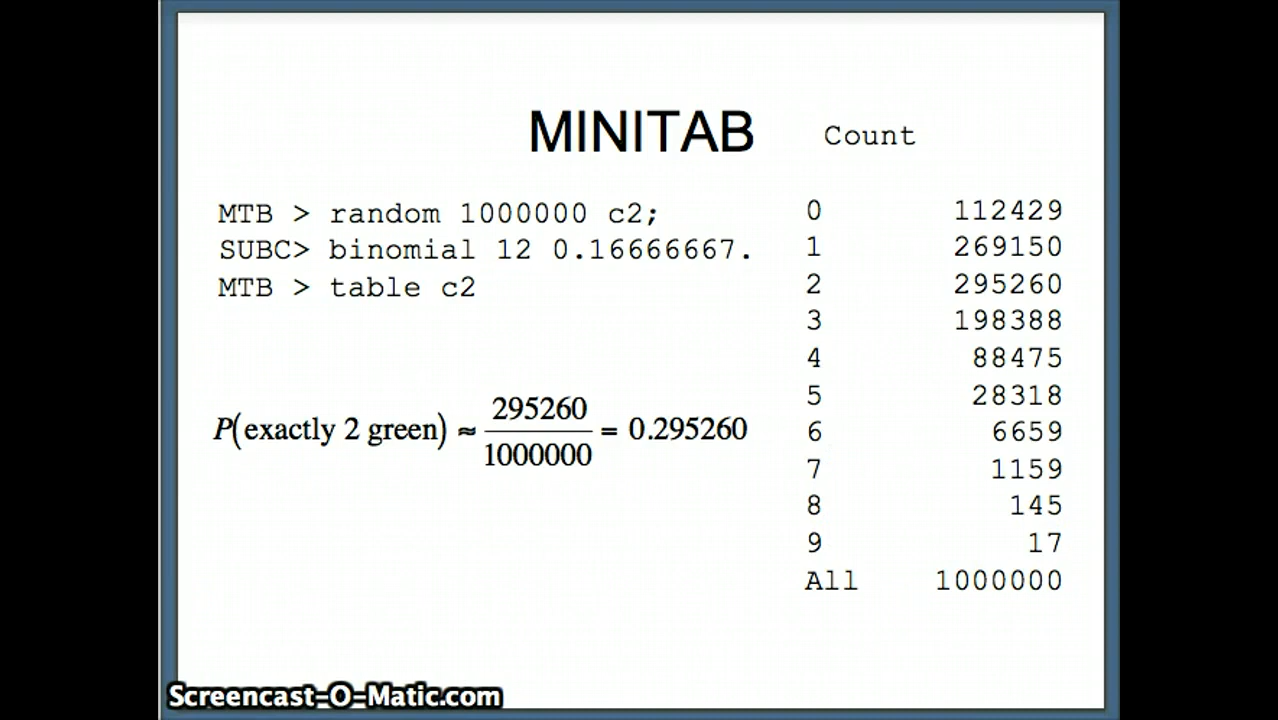 MINITAB
MTB > random 1000000 c2;
SUBC> binomial 12 0.16666667.
MTB > table c2
P(exactly 2 green) ≈ 295260/1000000 = 0.295260
Count
0 112429
1 269150
2 295260
3 198388
4 88475
5 28318
6 6659
7 1159
8 145
9 17
All 1000000
Screencast-O-Matic.com